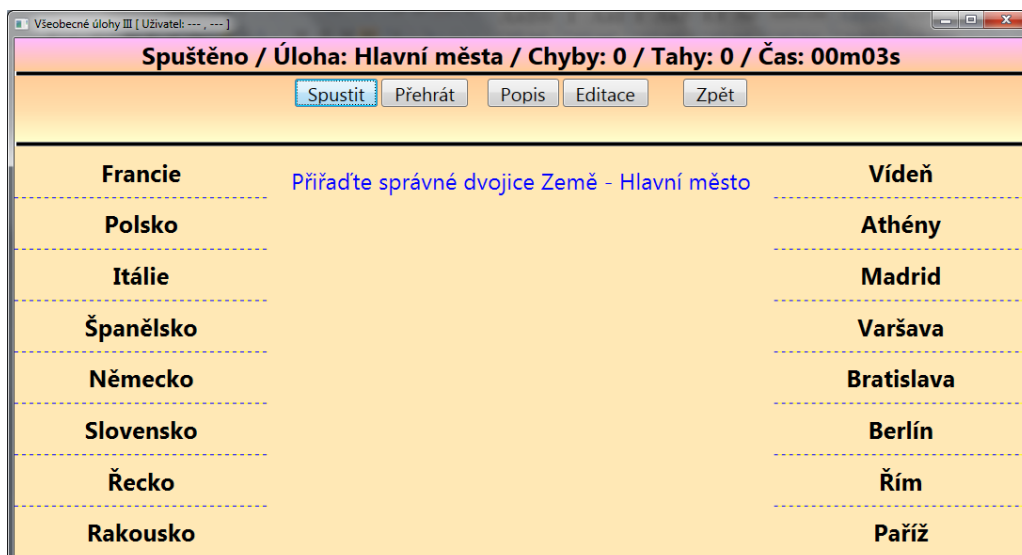 Všeobecné úlohy III [ Uživatel: --- , --- ]
Spuštěno / Úloha: Hlavní města / Chyby: 0 / Tahy: 0 / Čas: 00m03s
Spustit Přehrát Popis Editace Zpět
Přiřaďte správné dvojice Země - Hlavní město
Francie Vídeň
Polsko Athény
Itálie Madrid
Španělsko Varšava
Německo Bratislava
Slovensko Berlín
Řecko Řím
Rakousko Paříž